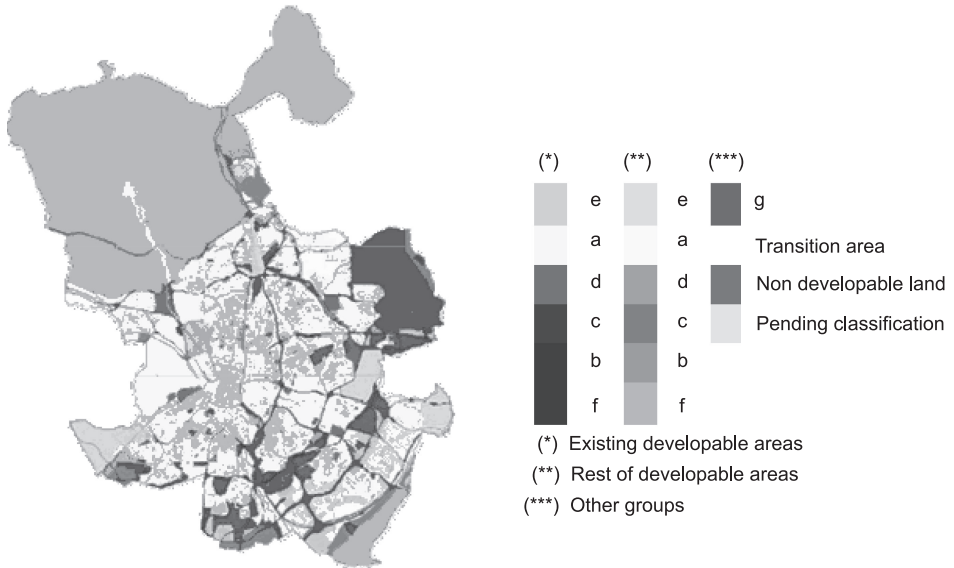 (*) (**) (***)
e e g
a a Transition area
d d Non developable land
c c Pending classification
b b
f f
(*) Existing developable areas
(**) Rest of developable areas
(***) Other groups